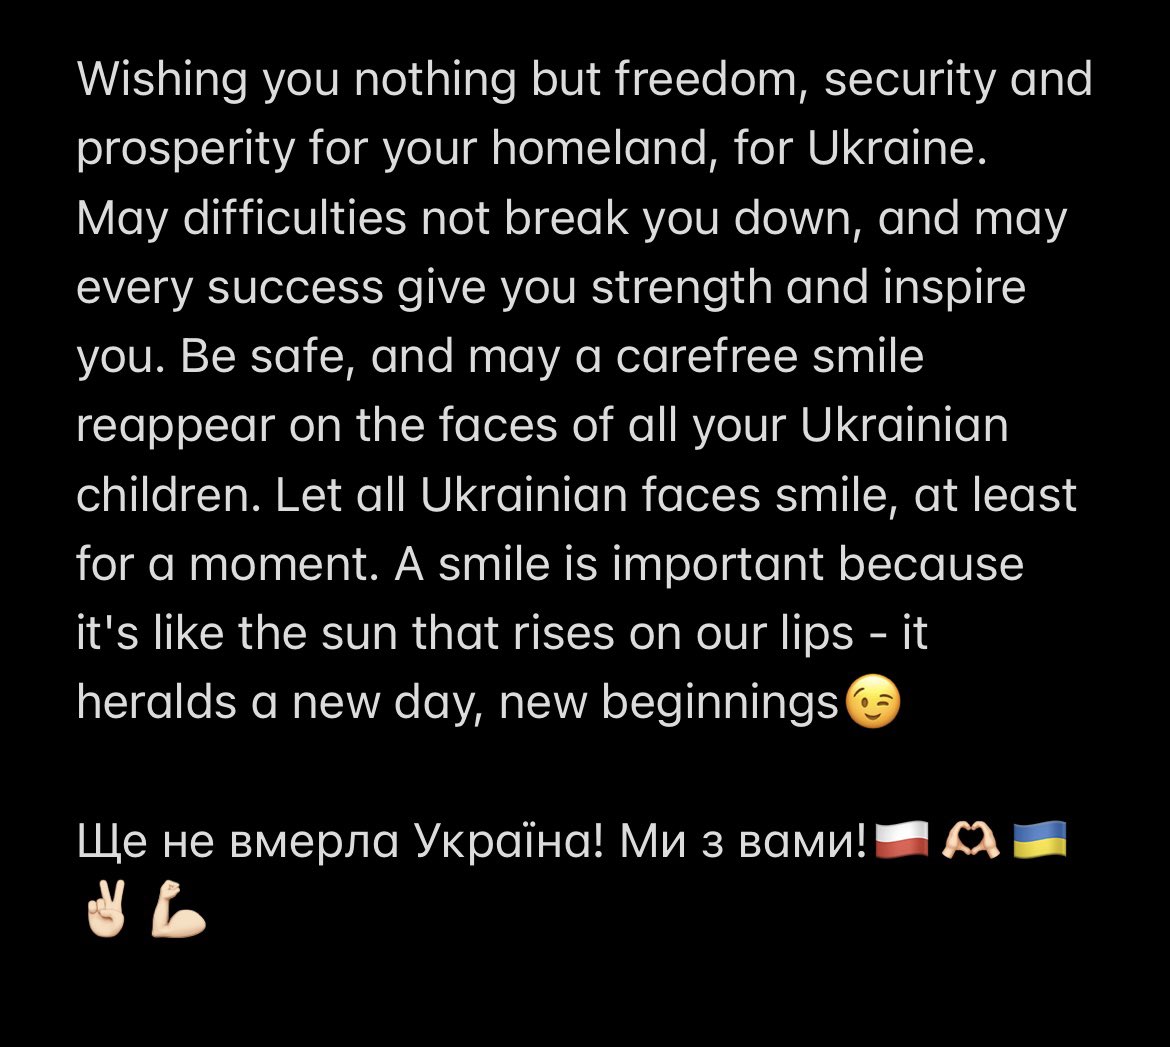 Wishing you nothing but freedom, security and
prosperity for your homeland, for Ukraine.
May difficulties not break you down, and may
every success give you strength and inspire
you. Be safe, and may a carefree smile
reappear on the faces of all your Ukrainian
children. Let all Ukrainian faces smile, at least
for a moment. A smile is important because
it's like the sun that rises on our lips - it
heralds a new day, new beginnings😉
Ще не вмерла Україна! Ми з вами!🇵🇱🫶🏻🇺🇦
✌🏻💪🏻